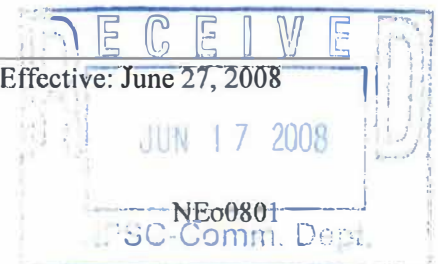 RECEIVED
Effective: June 27, 2008
JUN 17 2008
NEo0801
PSC-Comm. Dept.